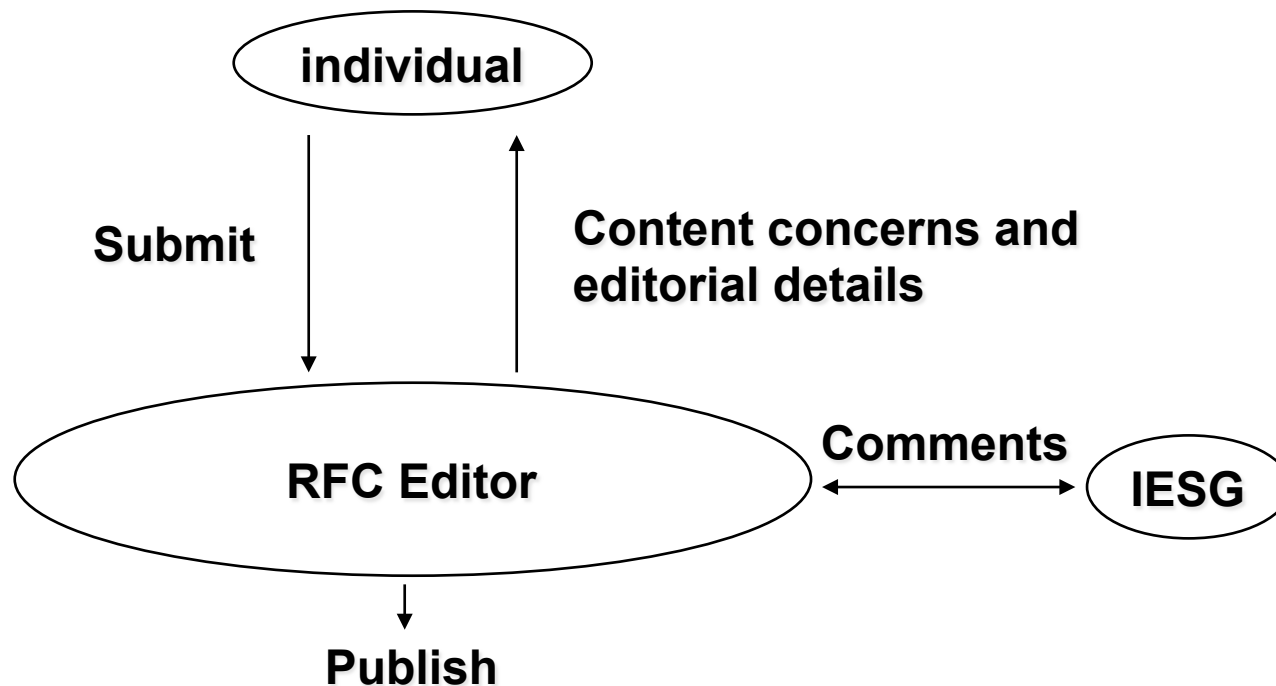 individual
Submit
Content concerns and
editorial details
Comments
RFC Editor
IESG
Publish